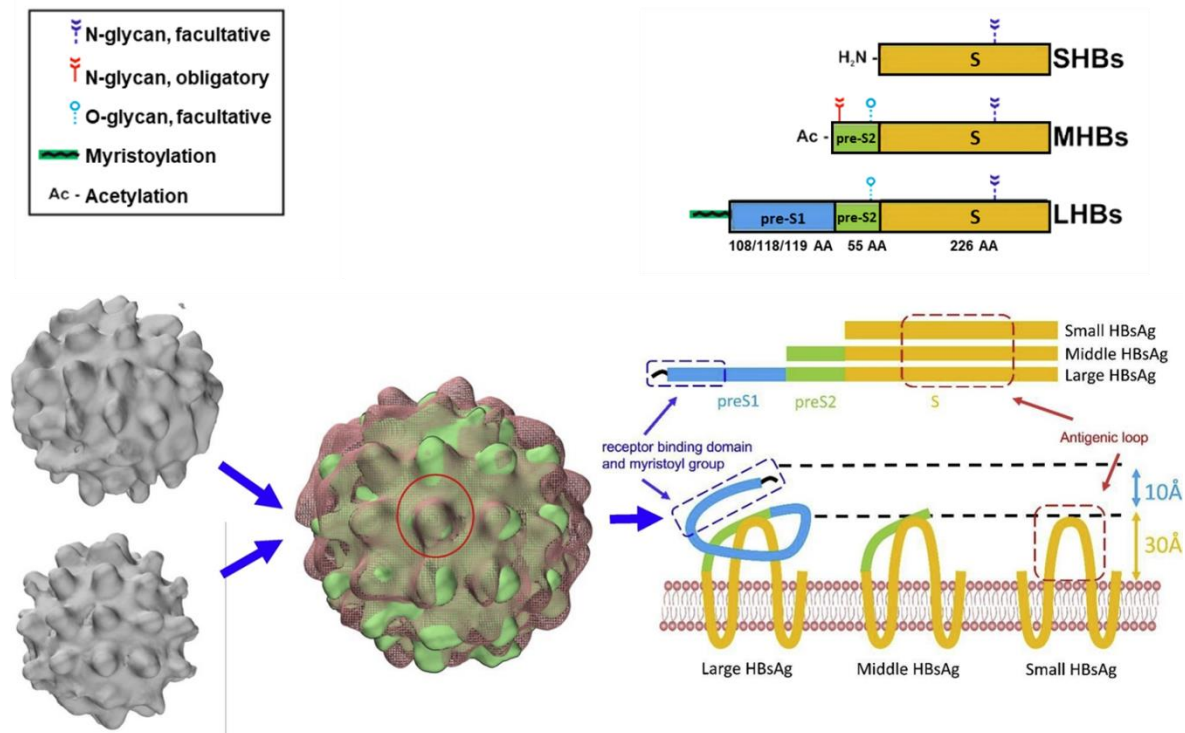 N-glycan, facultative
N-glycan, obligatory
O-glycan, facultative
Myristoylation
Ac - Acetylation
H₂N - S SHBs
Ac - pre-S2 S MHBs
pre-S1 pre-S2 S LHBs
108/118/119 AA 55 AA 226 AA
Small HBsAg
Middle HBsAg
Large HBsAg
preS1 preS2 S
receptor binding domain
and myristoyl group
Antigenic loop
10Å
30Å
Large HBsAg Middle HBsAg Small HBsAg